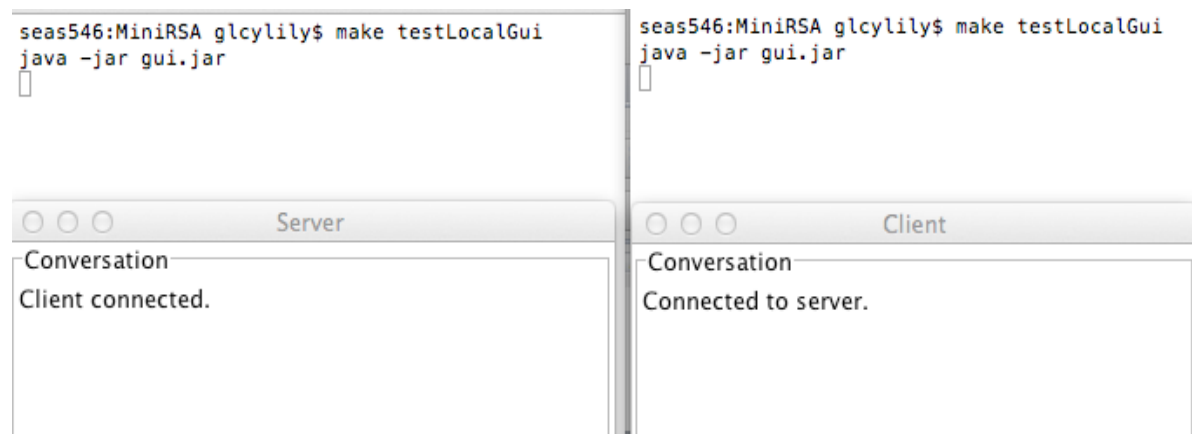 seas546:MiniRSA glcylily$ make testLocalGui
java -jar gui.jar
Server
Conversation
Client connected.
seas546:MiniRSA glcylily$ make testLocalGui
java -jar gui.jar
Client
Conversation
Connected to server.